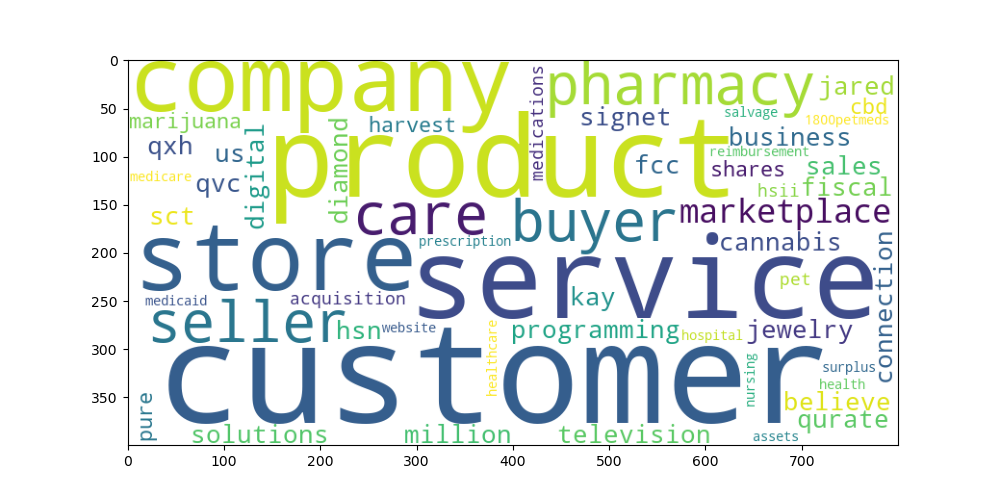 0
50
100
150
200
250
300
350
0 100 200 300 400 500 600 700
company
pharmacy
jared
medications
cbd
marijuana
harvest
signet
salvage
1800petmeds
product
business
qxh
us
digital
diamond
fcc
reimbursement
shares
sales
medicare
qvc
hsii
fiscal
sct
care
buyer
marketplace
store
prescription
cannabis
service
connection
pet
medicaid
acquisition
kay
seller
hsn
website
programming
hospital
jewelry
customer
healthcare
nursing
surplus
health
pure
believe
qurate
solutions
million
television
assets